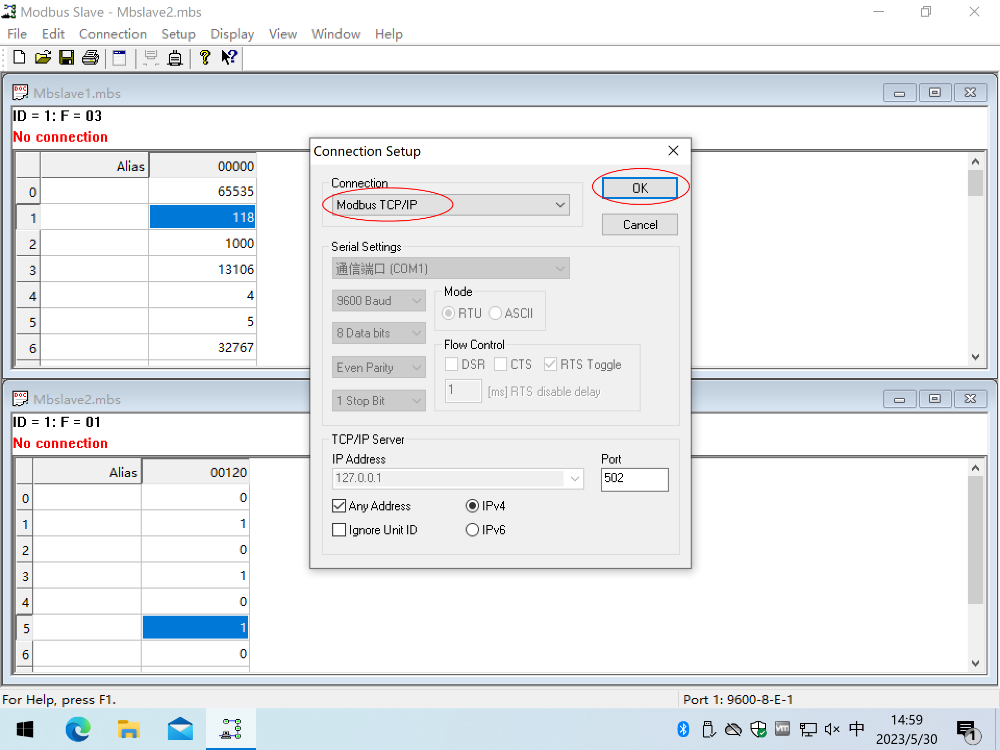 Modbus Slave - Mbslave2.mbs
File Edit Connection Setup Display View Window Help
Mbslave1.mbs
ID = 1: F = 03
No connection
Alias 00000
0 65535
1 118
2 1000
3 13106
4 4
5 5
6 32767
Connection Setup
Connection
Modbus TCP/IP
OK
Cancel
Serial Settings
通信端口 (COM1)
9600 Baud
8 Data bits
Even Parity
1 Stop Bit
Mode
RTU ASCII
Flow Control
DSR CTS RTS Toggle
1 [ms] RTS disable delay
TCP/IP Server
IP Address
127.0.0.1
Port
502
Any Address
IPv4
Ignore Unit ID
IPv6
Mbslave2.mbs
ID = 1: F = 01
No connection
Alias 00120
0 0
1 1
2 0
3 1
4 0
5 1
6 0
For Help, press F1.
Port 1: 9600-8-E-1
vm
中
14:59
2023/5/30
1